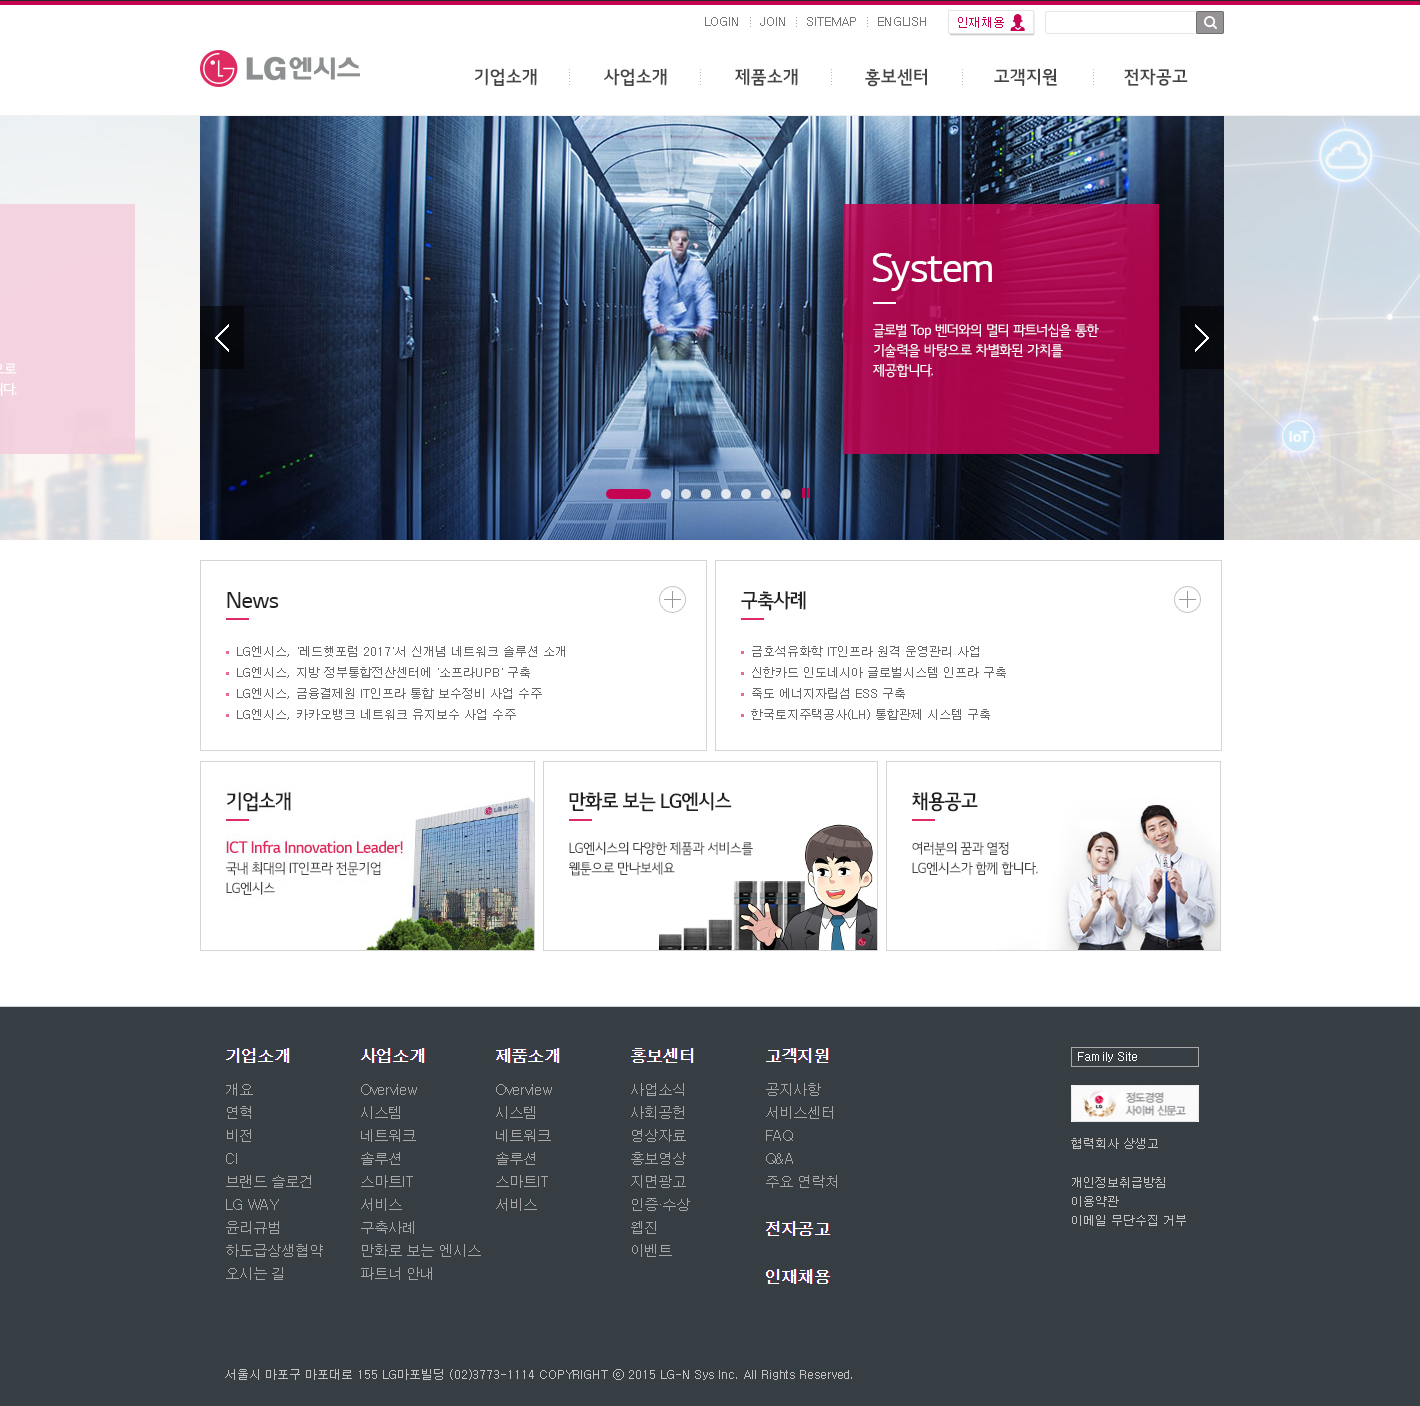 LOGIN
JOIN
SITEMAP
ENGLISH
인재채용
LG엔시스
기업소개
사업소개
제품소개
홍보센터
고객지원
전자공고
으로
니다.
System
글로벌 Top 벤더와의 멀티 파트너십을 통한
기술력을 바탕으로 차별화된 가치를
제공합니다.
IoT
News
LG엔시스, '레드햇포럼 2017'서 신개념 네트워크 솔루션 소개
LG엔시스, 지방 정부통합전산센터에 '소프라UPB' 구축
LG엔시스, 금융결제원 IT인프라 통합 보수정비 사업 수주
LG엔시스, 카카오뱅크 네트워크 유지보수 사업 수주
구축사례
금호석유화학 IT인프라 원격 운영관리 사업
신한카드 인도네시아 글로벌시스템 인프라 구축
죽도 에너지자립섬 ESS 구축
한국토지주택공사(LH) 통합관제 시스템 구축
기업소개
ICT Infra Innovation Leader!
국내 최대의 IT인프라 전문기업
LG엔시스
LG엔시스
만화로 보는 LG엔시스
LG엔시스의 다양한 제품과 서비스를
웹툰으로 만나보세요
채용공고
여러분의 꿈과 열정
LG엔시스가 함께 합니다.
기업소개
개요
연혁
비전
CI
브랜드 슬로건
LG WAY
윤리규범
하도급상생협약
오시는 길
사업소개
Overview
시스템
네트워크
솔루션
스마트IT
서비스
구축사례
만화로 보는 엔시스
파트너 안내
제품소개
Overview
시스템
네트워크
솔루션
스마트IT
서비스
홍보센터
사업소식
사회공헌
영상자료
홍보영상
지면광고
인증·수상
웹진
이벤트
고객지원
공지사항
서비스센터
FAQ
Q&A
주요 연락처
전자공고
인재채용
Family Site
LG
정도경영
사이버 신문고
협력회사 상생고
개인정보취급방침
이용약관
이메일 무단수집 거부
서울시 마포구 마포대로 155 LG마포빌딩 (02)3773-1114 COPYRIGHT ⓒ 2015 LG-N Sys Inc. All Rights Reserved.